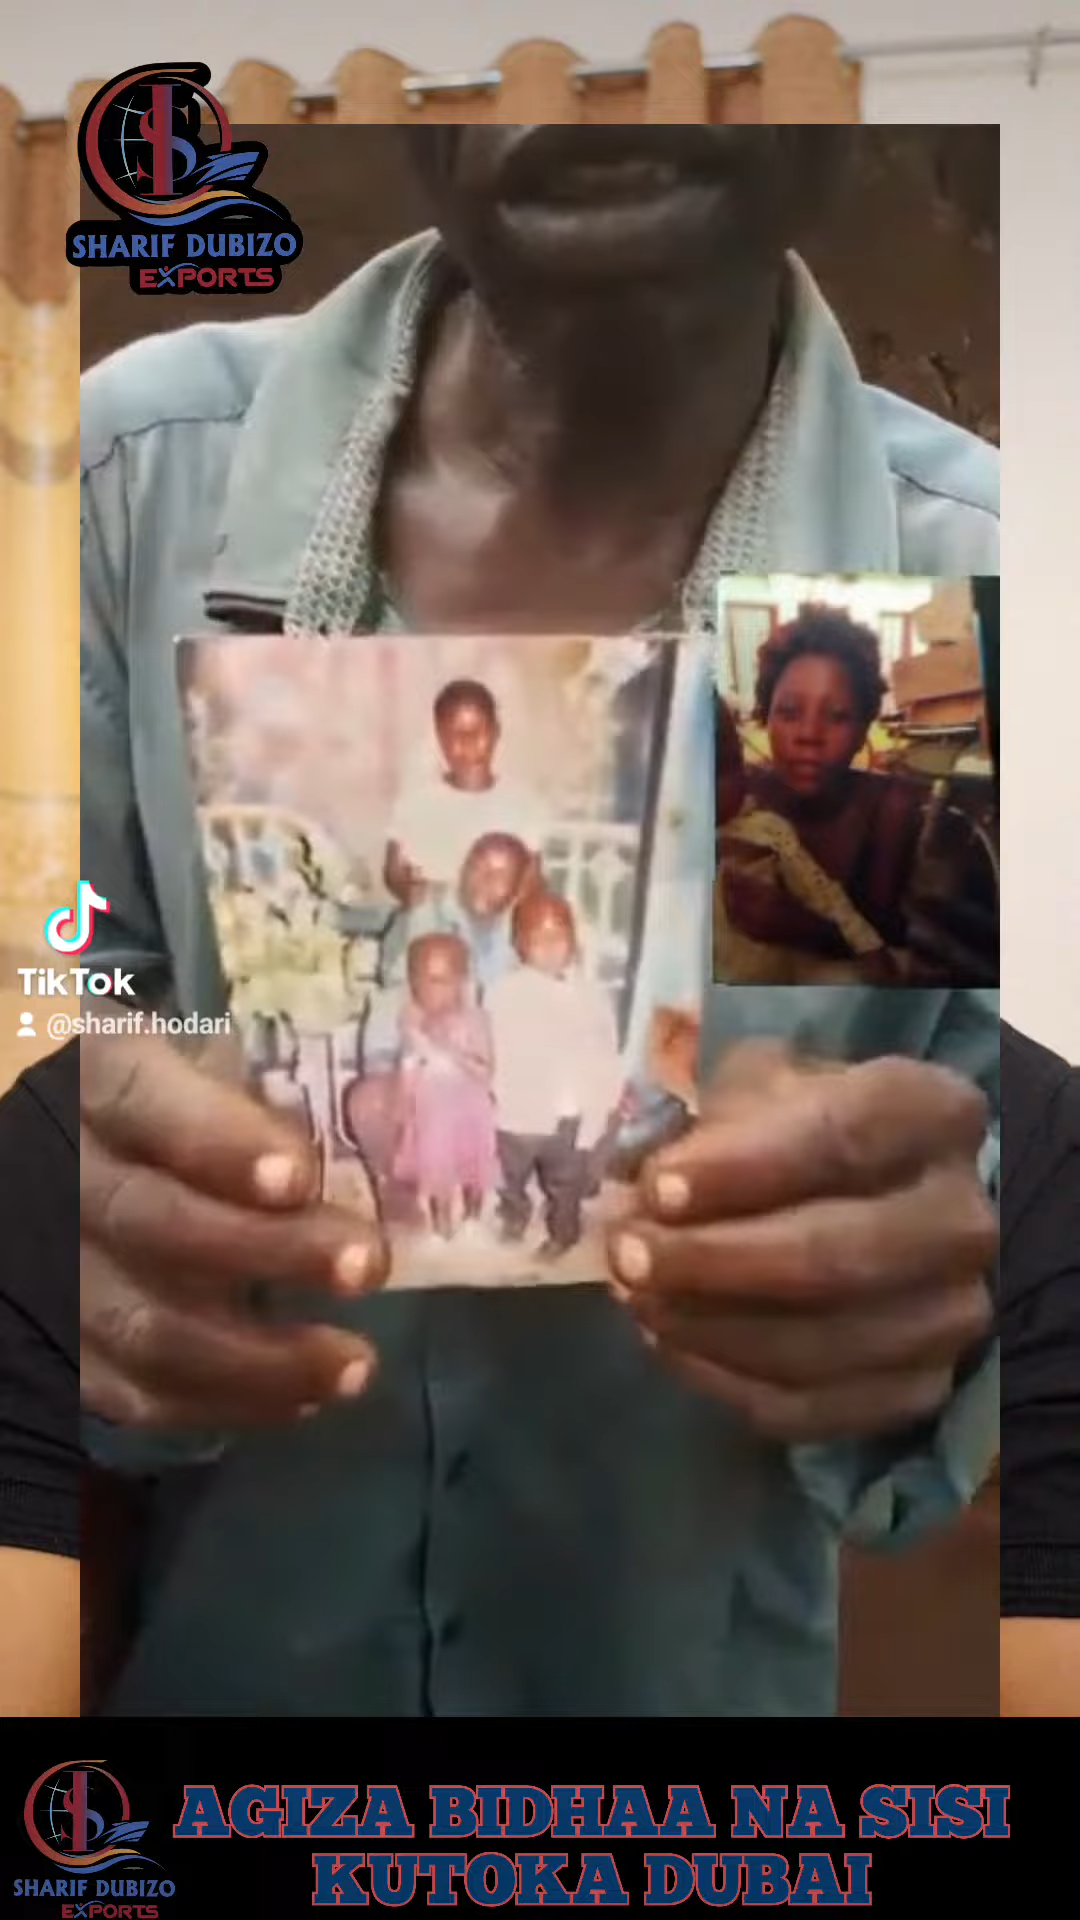 SHARIF DUBIZO
EXPORTS
TikTok
@sharif.hodari
AGIZA BIDHAA NA SISI
KUTOKA DUBAI
SHARIF DUBIZO
EXPORTS